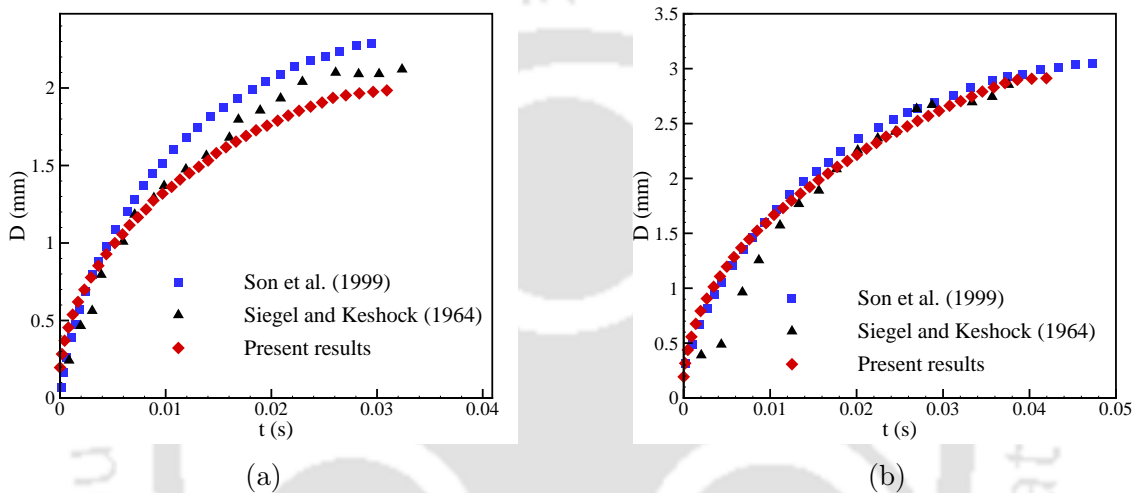 D (mm)
2
1.5
1
0.5
0
0
0.01
0.02
0.03
0.04
t (s)
Son et al. (1999)
Siegel and Keshock (1964)
Present results
(a)
D (mm)
3.5
3
2.5
2
1.5
1
0.5
0
0
0.01
0.02
0.03
0.04
0.05
t (s)
Son et al. (1999)
Siegel and Keshock (1964)
Present results
(b)